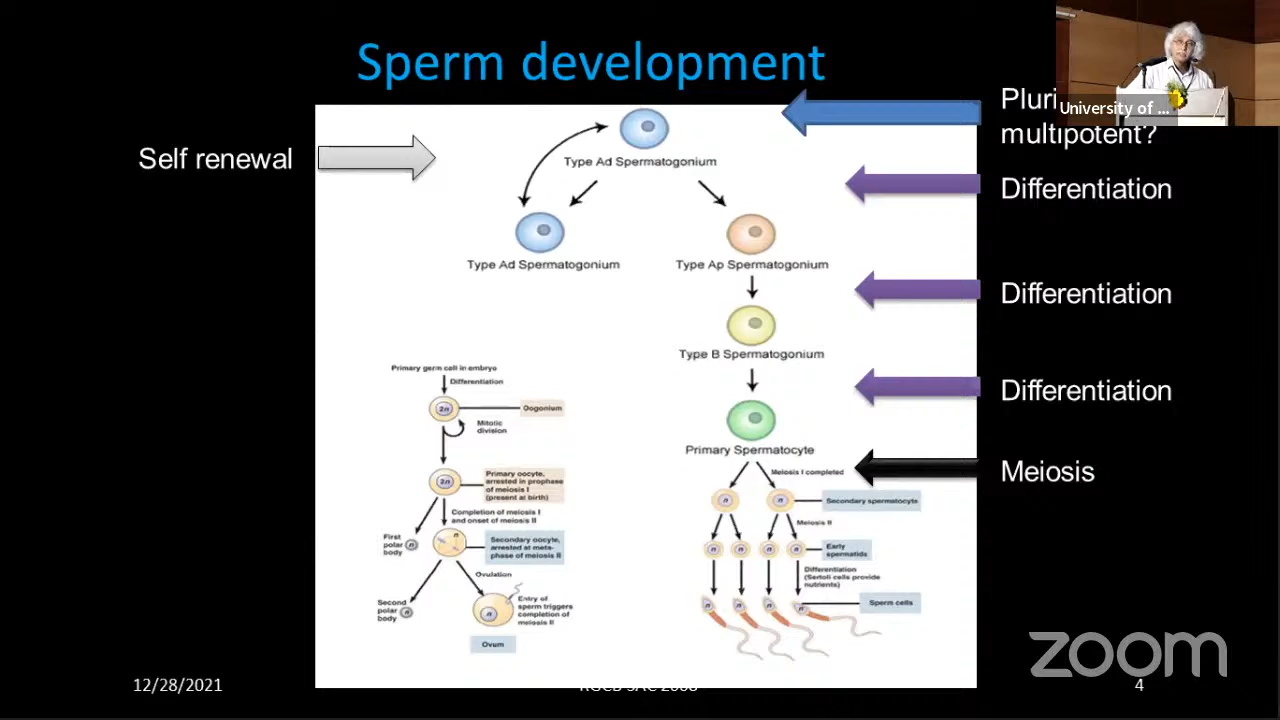 Sperm development
University of ...
Pluri
multipotent?
Self renewal
Type Ad Spermatogonium
Differentiation
Type Ad Spermatogonium
Type Ap Spermatogonium
Differentiation
Type B Spermatogonium
Differentiation
Primary Spermatocyte
Meiosis
Meiosis I completed
n
n
Secondary spermatocyte
Meiosis II
n
n
n
n
Early
spermatids
Differentiation
(Sertoli cells provide
nutrients)
n
n
n
n
Sperm cells
Primary germ cell in embryo
Differentiation
2n
Oogonium
Mitotic
division
2n
Primary oocyte,
arrested in prophase
of meiosis I
(present at birth)
Completion of meiosis I
and onset of meiosis II
First
polar
body
n
n
Secondary oocyte,
arrested at meta-
phase of meiosis II
Ovulation
Second
polar
body
n
n
Entry of
sperm triggers
completion of
meiosis II
Ovum
zoom
12/28/2021
4